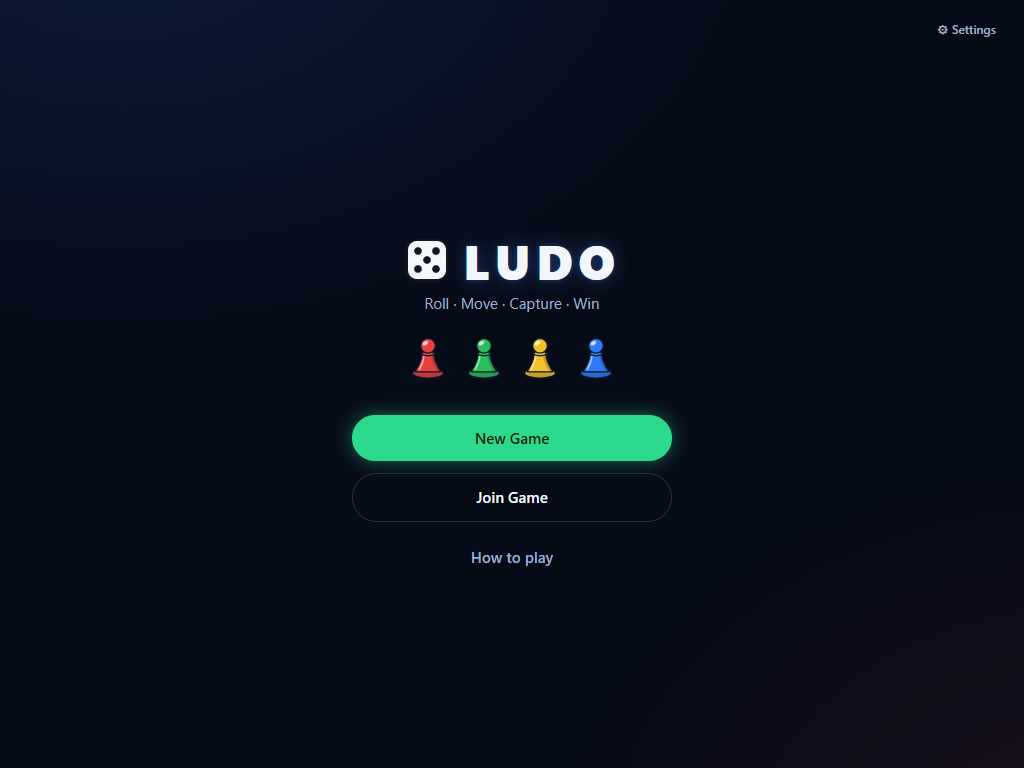 ⚙ Settings
LUDO
Roll · Move · Capture · Win
New Game
Join Game
How to play